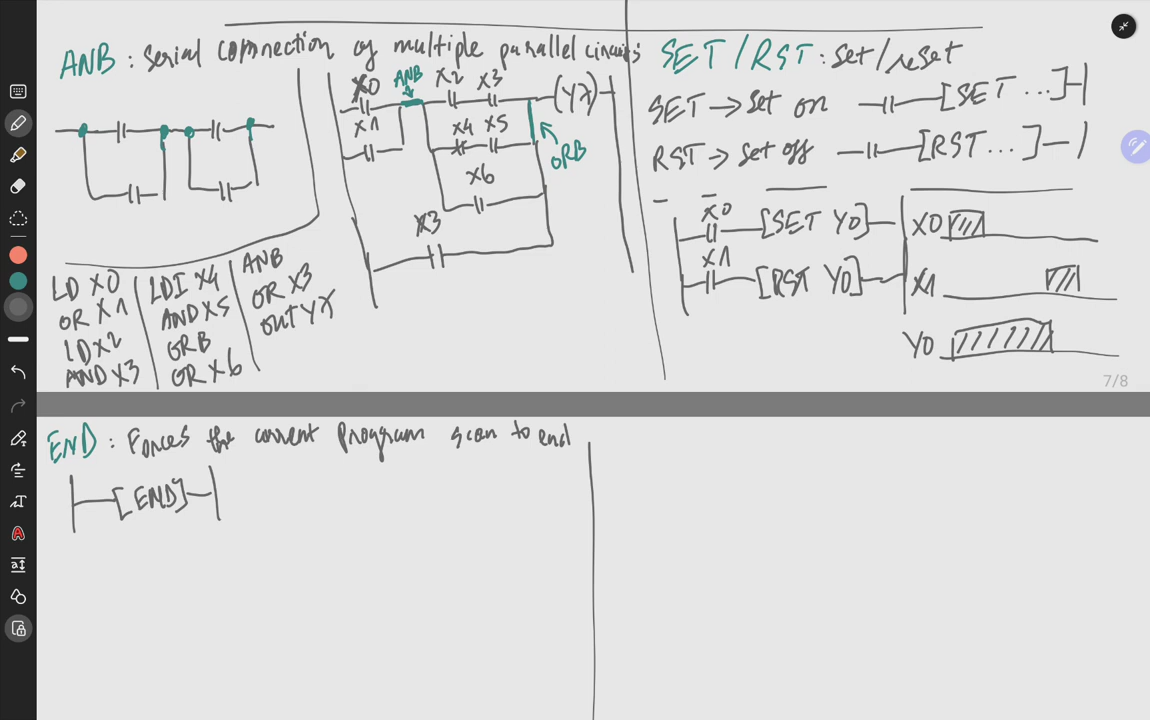 ANB : Serial connection of multiple parallel circuits
X0 ANB X2 X3 (Y7)
X1 X4 X5
ORB
X6
X3
LD X0
OR X1
LD X2
AND X3
LDI X4
AND X5
ORB
OR X6
ANB
OR X3
OUT Y7
SET / RST : Set/reset
SET → Set on [SET ...]
RST → Set off [RST ...]
X0 [SET Y0] X0
X1 [RST Y0] X1
Y0
7/8
END : Forces the current Program scan to end
[END]